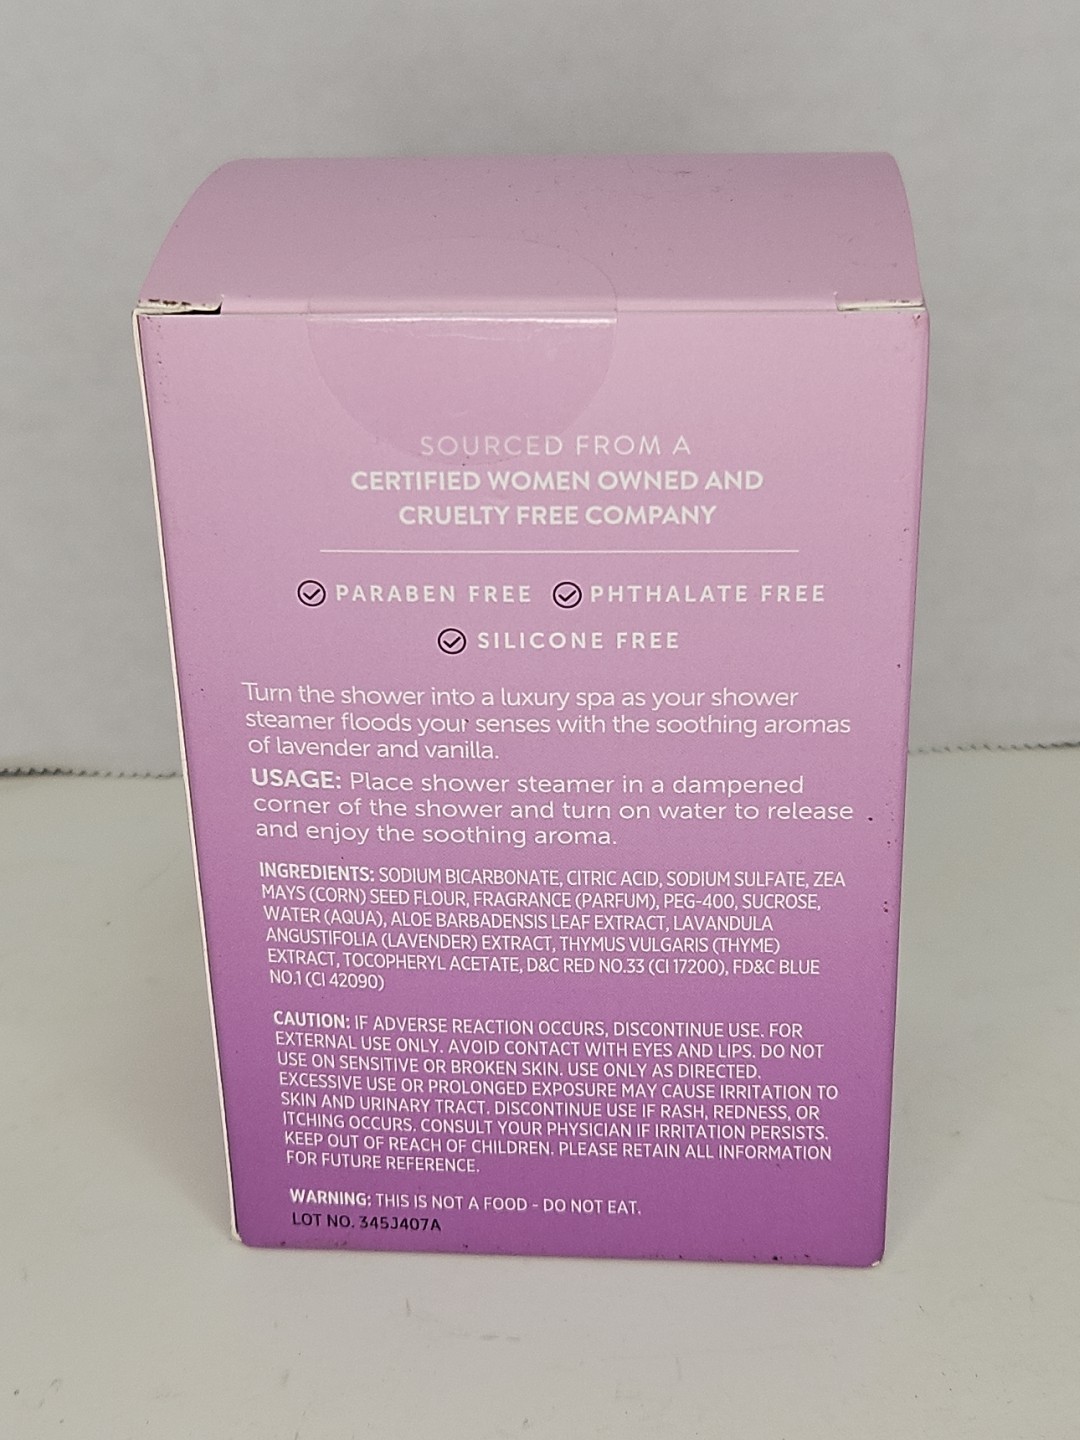 SOURCED FROM A
CERTIFIED WOMEN OWNED AND
CRUELTY FREE COMPANY
PARABEN FREE PHTHALATE FREE
SILICONE FREE
Turn the shower into a luxury spa as your shower
steamer floods your senses with the soothing aromas
of lavender and vanilla.
USAGE: Place shower steamer in a dampened
corner of the shower and turn on water to release
and enjoy the soothing aroma.
INGREDIENTS: SODIUM BICARBONATE, CITRIC ACID, SODIUM SULFATE, ZEA
MAYS (CORN) SEED FLOUR, FRAGRANCE (PARFUM), PEG-400, SUCROSE,
WATER (AQUA), ALOE BARBADENSIS LEAF EXTRACT, LAVANDULA
ANGUSTIFOLIA (LAVENDER) EXTRACT, THYMUS VULGARIS (THYME)
EXTRACT, TOCOPHERYL ACETATE, D&C RED NO.33 (CI 17200), FD&C BLUE
NO.1 (CI 42090)
CAUTION: IF ADVERSE REACTION OCCURS, DISCONTINUE USE. FOR
EXTERNAL USE ONLY. AVOID CONTACT WITH EYES AND LIPS. DO NOT
USE ON SENSITIVE OR BROKEN SKIN. USE ONLY AS DIRECTED.
EXCESSIVE USE OR PROLONGED EXPOSURE MAY CAUSE IRRITATION TO
SKIN AND URINARY TRACT. DISCONTINUE USE IF RASH, REDNESS, OR
ITCHING OCCURS. CONSULT YOUR PHYSICIAN IF IRRITATION PERSISTS.
KEEP OUT OF REACH OF CHILDREN. PLEASE RETAIN ALL INFORMATION
FOR FUTURE REFERENCE.
WARNING: THIS IS NOT A FOOD - DO NOT EAT.
LOT NO. 345J407A